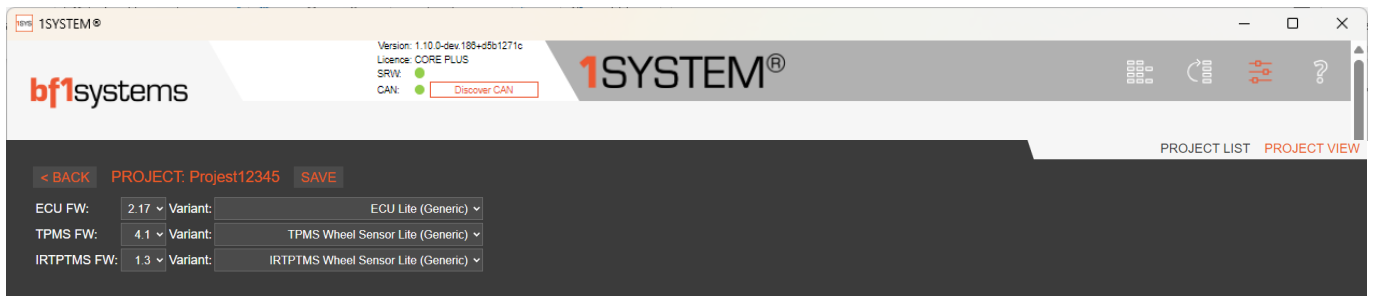 1SYS 1SYSTEM®
Version: 1.10.0-dev.186+d5b1271c
Licence: CORE PLUS
SRW:
CAN: Discover CAN
bf1systems
1SYSTEM®
PROJECT LIST PROJECT VIEW
< BACK PROJECT: Projest12345 SAVE
ECU FW: 2.17 Variant: ECU Lite (Generic)
TPMS FW: 4.1 Variant: TPMS Wheel Sensor Lite (Generic)
IRTPTMS FW: 1.3 Variant: IRTPTMS Wheel Sensor Lite (Generic)